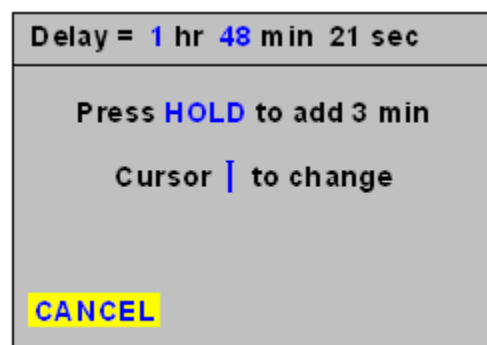 Delay = 1 hr 48 min 21 sec
Press HOLD to add 3 min
Cursor to change
CANCEL